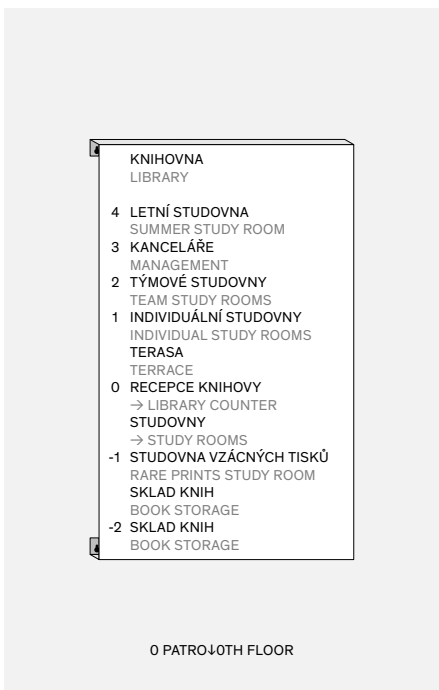 KNIHOVNA
LIBRARY
4 LETNÍ STUDOVNA
SUMMER STUDY ROOM
3 KANCELÁŘE
MANAGEMENT
2 TÝMOVÉ STUDOVNY
TEAM STUDY ROOMS
1 INDIVIDUÁLNÍ STUDOVNY
INDIVIDUAL STUDY ROOMS
TERASA
TERRACE
0 RECEPCE KNIHOVY
→ LIBRARY COUNTER
STUDOVNY
→ STUDY ROOMS
-1 STUDOVNA VZÁCNÝCH TISKŮ
RARE PRINTS STUDY ROOM
SKLAD KNIH
BOOK STORAGE
-2 SKLAD KNIH
BOOK STORAGE
0 PATRO↓0TH FLOOR